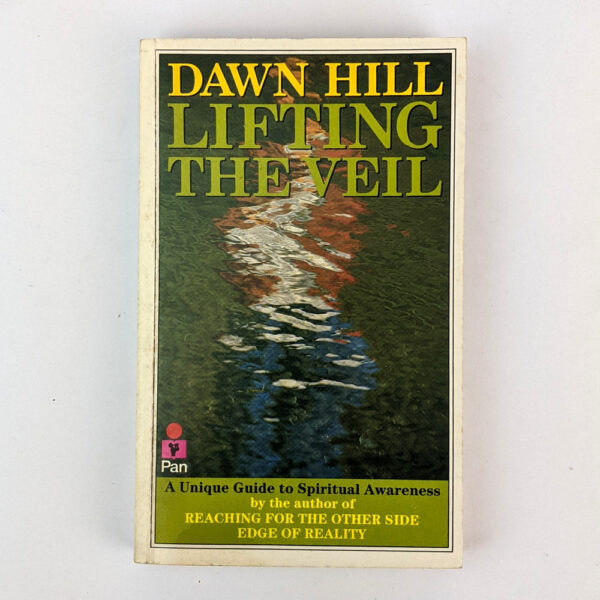 DAWN HILL
LIFTING
THE VEIL
Pan
A Unique Guide to Spiritual Awareness
by the author of
REACHING FOR THE OTHER SIDE
EDGE OF REALITY